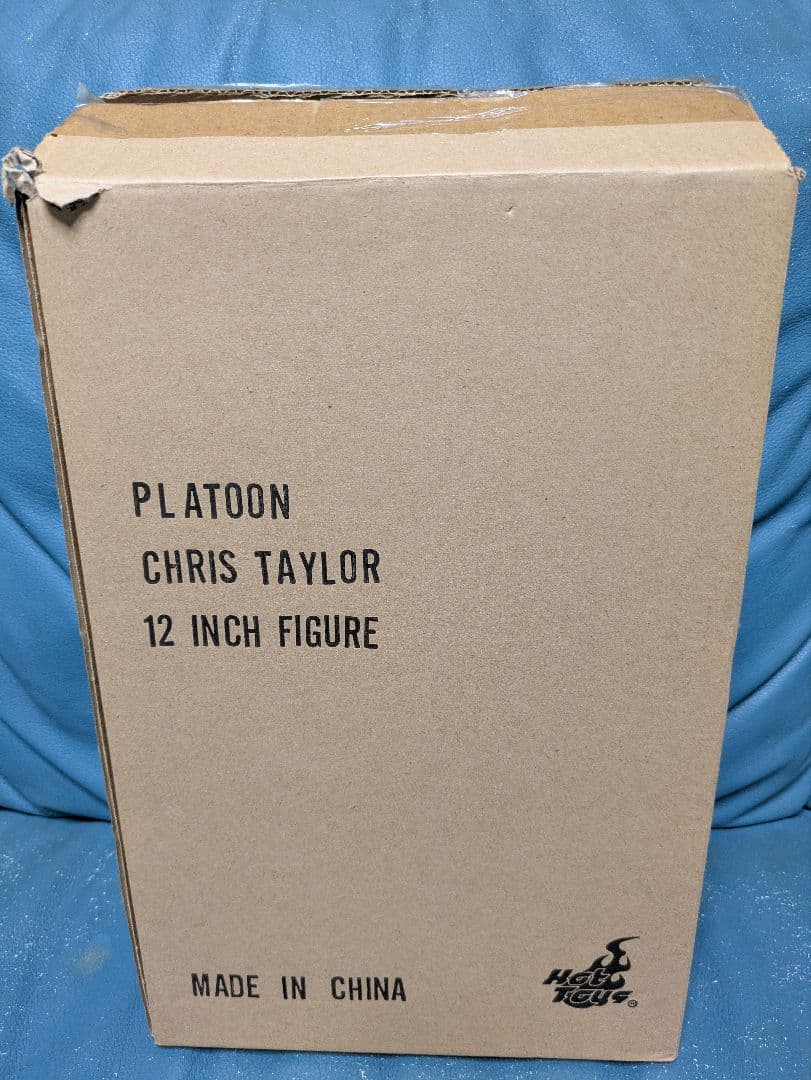 PLATOON
CHRIS TAYLOR
12 INCH FIGURE
MADE IN CHINA
Hot
Toys®